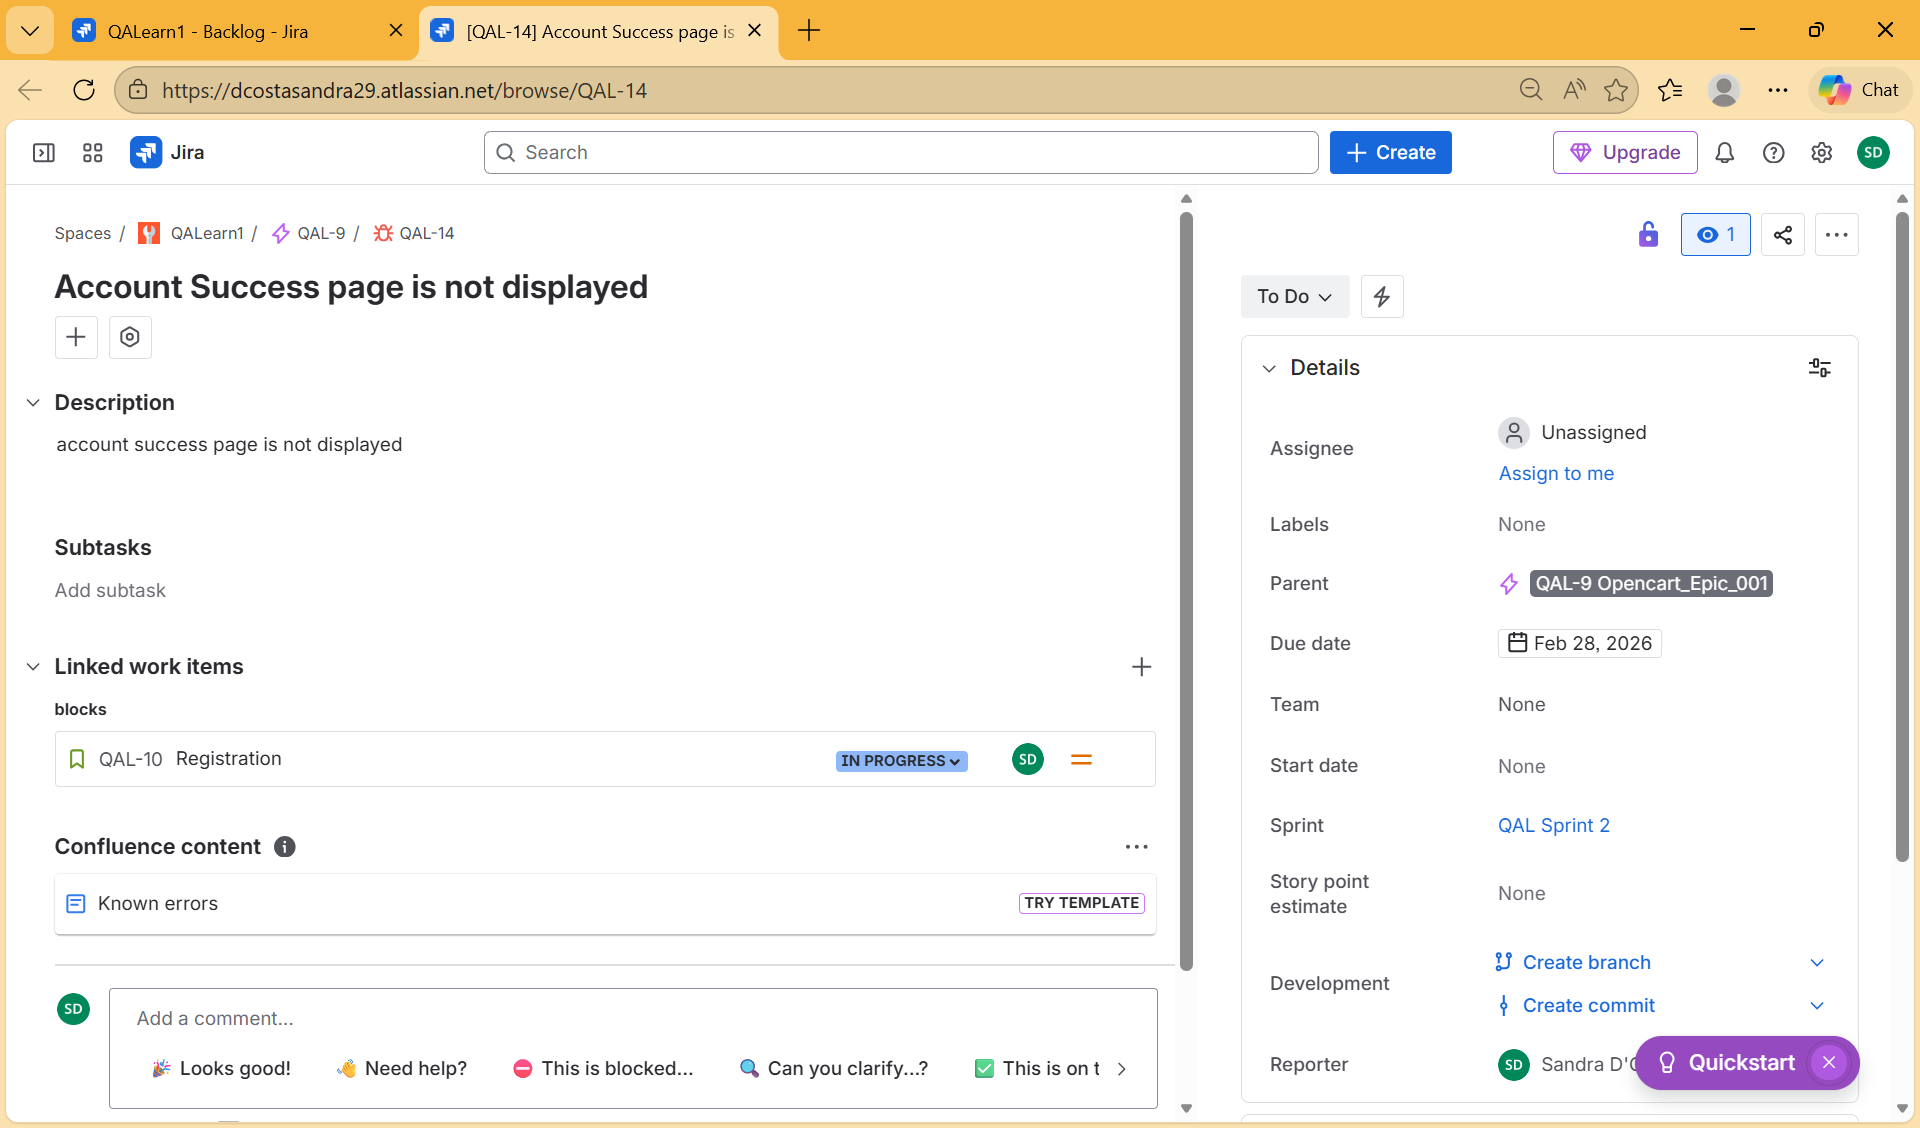 QALearn1 - Backlog - Jira
[QAL-14] Account Success page is
https://dcostasandra29.atlassian.net/browse/QAL-14
Chat
Jira
Search
Create
Upgrade
SD
Spaces / QALearn1 / QAL-9 / QAL-14
1
Account Success page is not displayed
To Do
Description
account success page is not displayed
Subtasks
Add subtask
Linked work items
blocks
QAL-10 Registration IN PROGRESS SD
Confluence content
Known errors TRY TEMPLATE
SD
Add a comment...
🎉 Looks good! 👋 Need help? ⛔ This is blocked... 🔍 Can you clarify...? ✅ This is on t
Details
Assignee Unassigned
Assign to me
Labels None
Parent QAL-9 Opencart_Epic_001
Due date Feb 28, 2026
Team None
Start date None
Sprint QAL Sprint 2
Story point
estimate None
Development Create branch
Create commit
Reporter SD Sandra D'
Quickstart